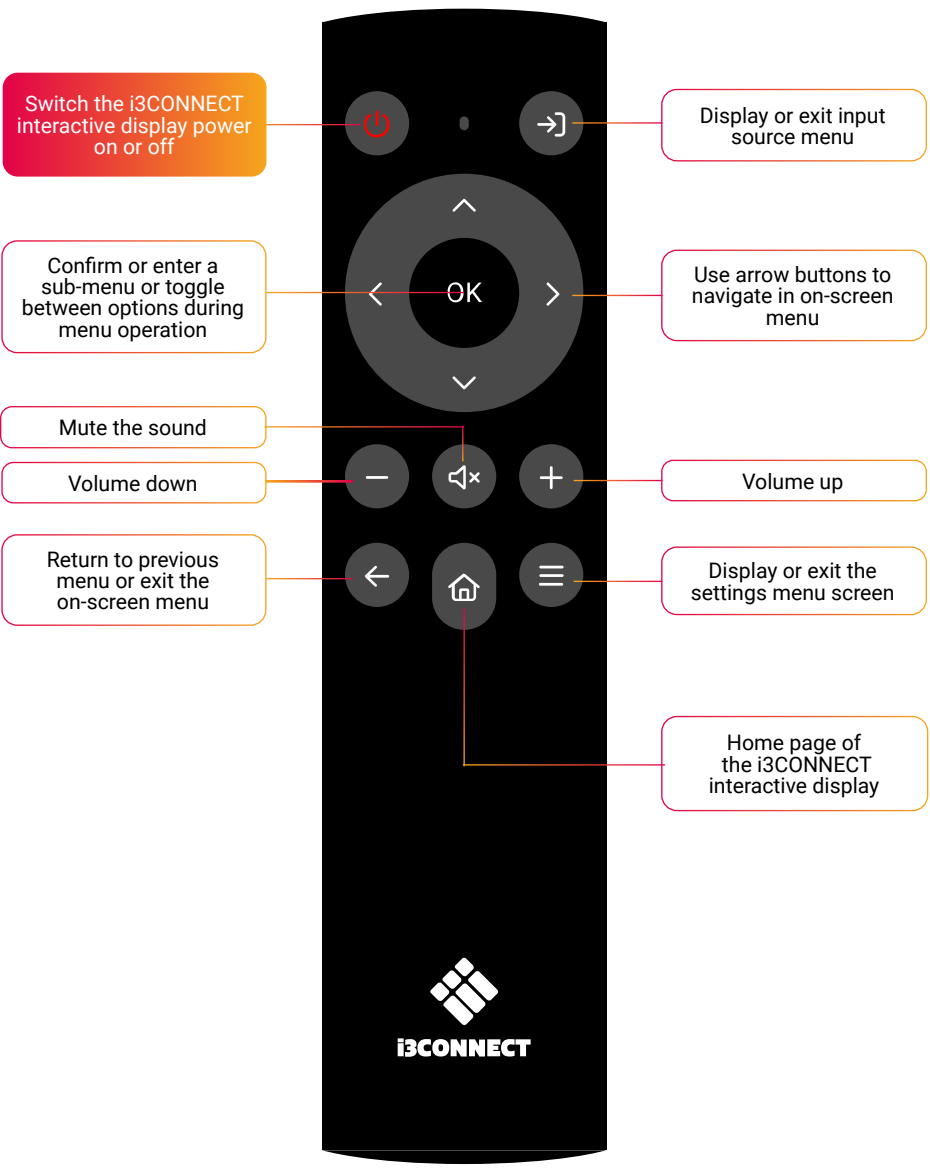 Switch the i3CONNECT
interactive display power
on or off
Display or exit input
source menu
Confirm or enter a
sub-menu or toggle
between options during
menu operation
OK
Use arrow buttons to
navigate in on-screen
menu
Mute the sound
Volume down
Volume up
Return to previous
menu or exit the
on-screen menu
Display or exit the
settings menu screen
Home page of
the i3CONNECT
interactive display
i3CONNECT